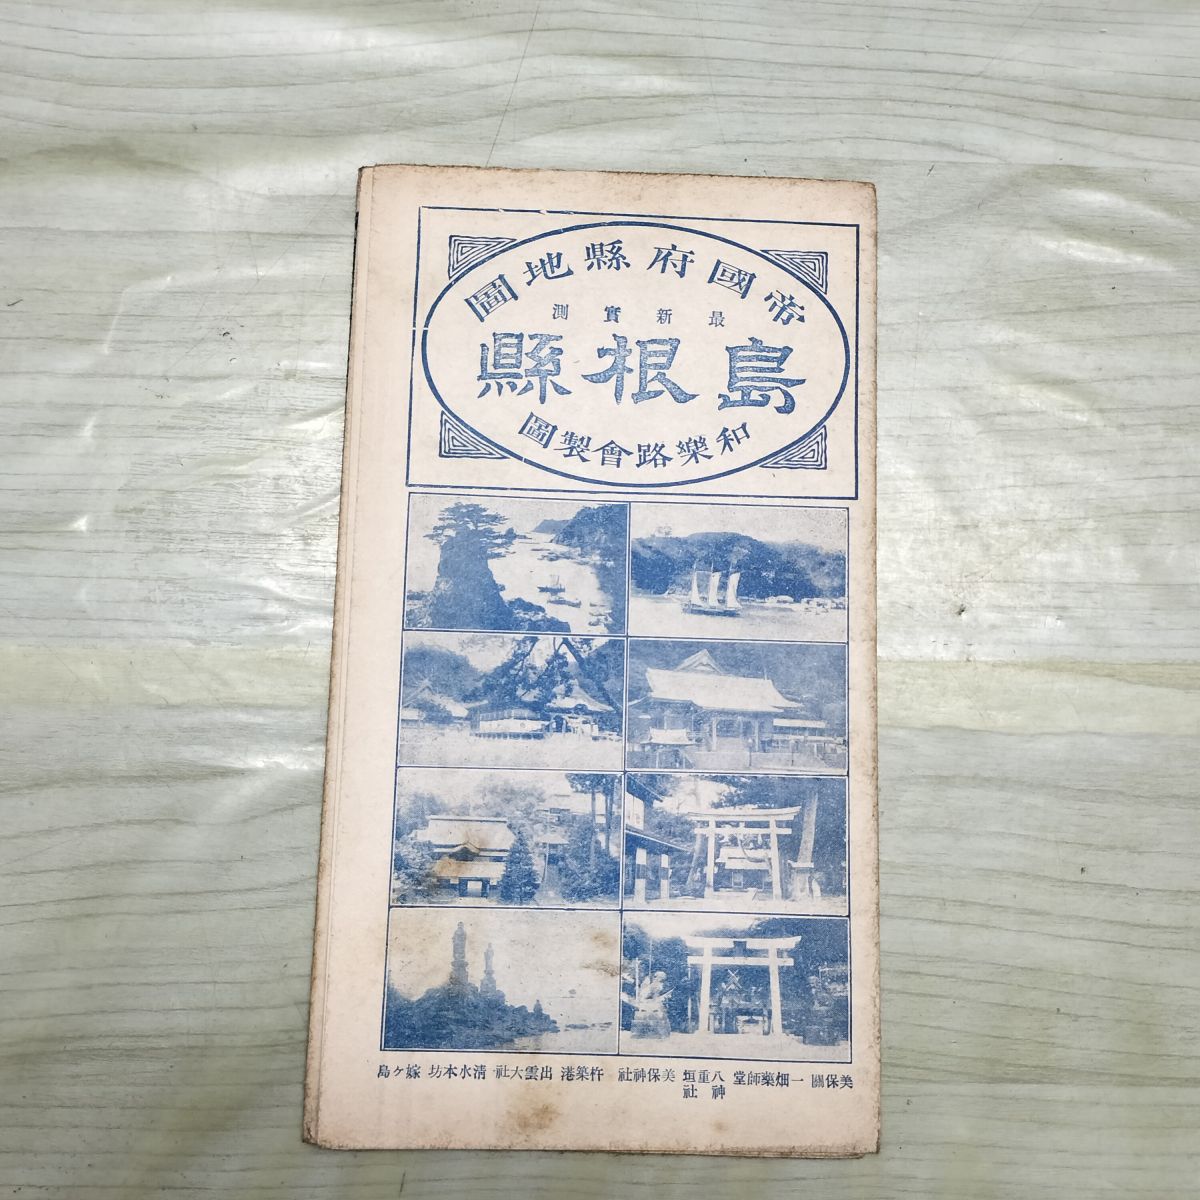 帝國府縣地圖
最新實測
島根縣
和樂路會製圖
美保關 一畑藥師堂 八重垣神社 美保神社 杵築港 出雲大社 清水本坊 嫁ヶ島